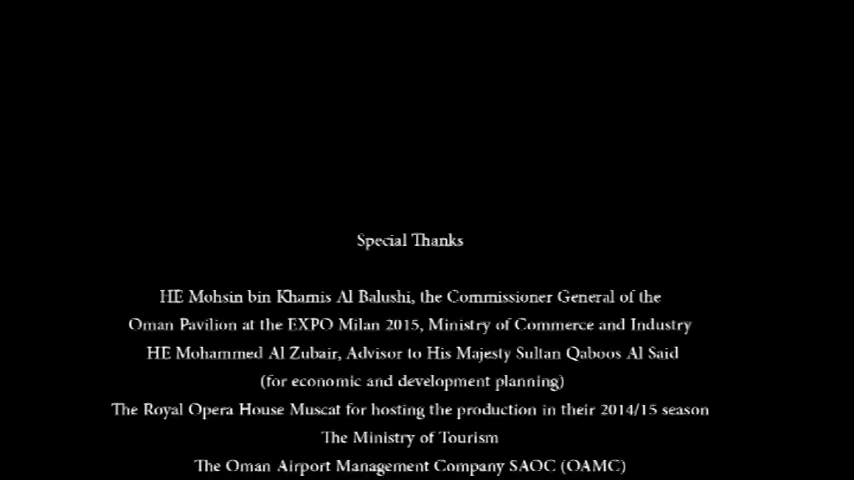 Special Thanks
HE Mohsin bin Khamis Al Balushi, the Commissioner General of the
Oman Pavilion at the EXPO Milan 2015, Ministry of Commerce and Industry
HE Mohammed Al Zubair, Advisor to His Majesty Sultan Qaboos Al Said
(for economic and development planning)
The Royal Opera House Muscat for hosting the production in their 2014/15 season
The Ministry of Tourism
The Oman Airport Management Company SAOC (OAMC)